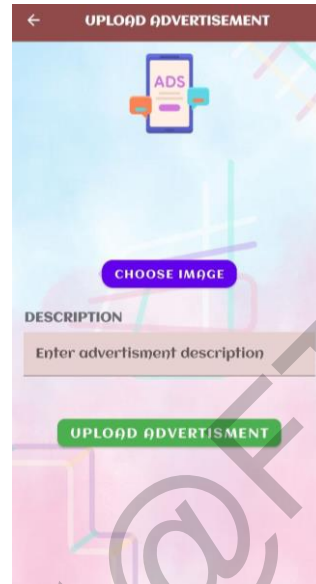 UPLOAD ADVERTISEMENT
ADS
CHOOSE IMAGE
DESCRIPTION
Enter advertisment description
UPLOAD ADVERTISMENT